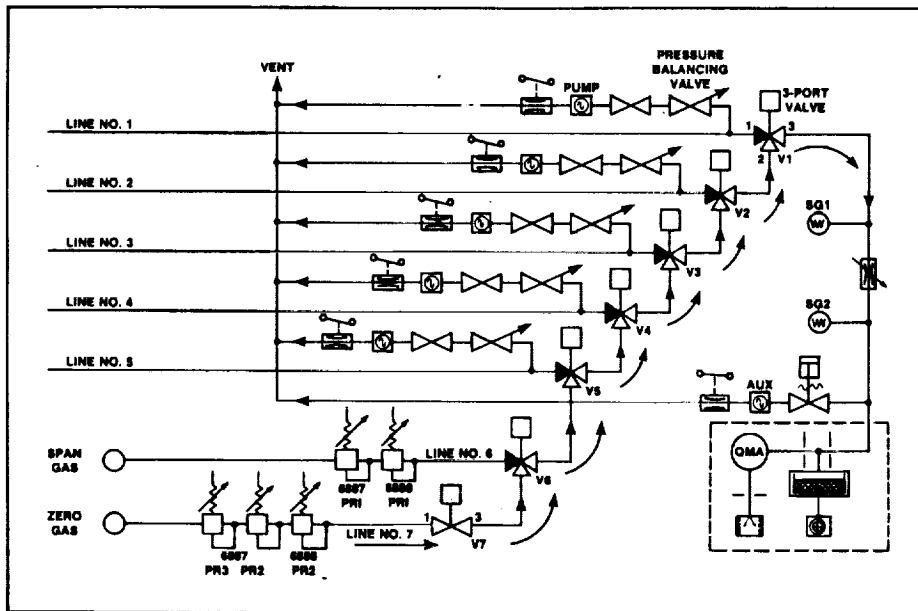 VENT
PUMP
PRESSURE
BALANCING
VALVE
3-PORT
VALVE
LINE NO. 1
1
3
2
V1
LINE NO. 2
V2
SG1
LINE NO. 3
V3
LINE NO. 4
V4
SG2
LINE NO. 5
V5
AUX
SPAN
GAS
LINE NO. 6
V6
QMA
PR1
PR1
ZERO
GAS
1
3
LINE NO. 7
V7
PR3
PR2
PR2